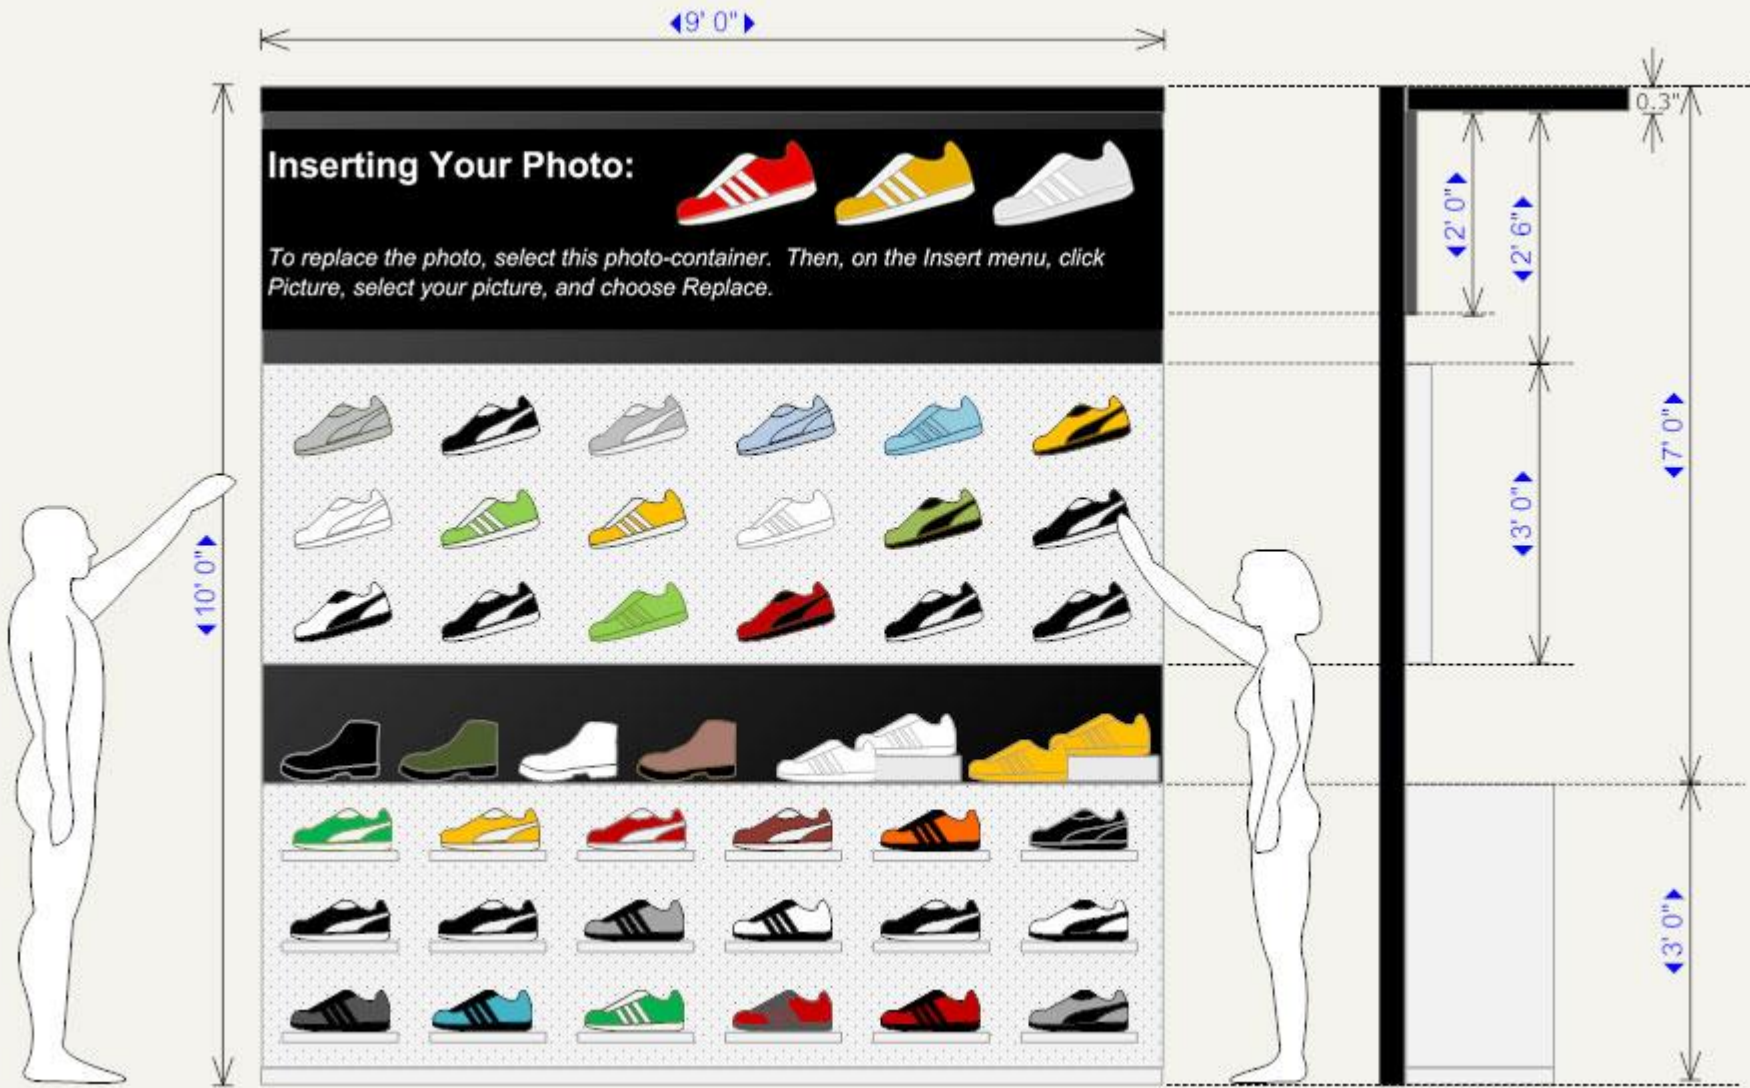 9' 0"
0.3"
Inserting Your Photo:
2' 0"
2' 6"
To replace the photo, select this photo-container.  Then, on the Insert menu, click
Picture, select your picture, and choose Replace.
7' 0"
3' 0"
10' 0"
3' 0"